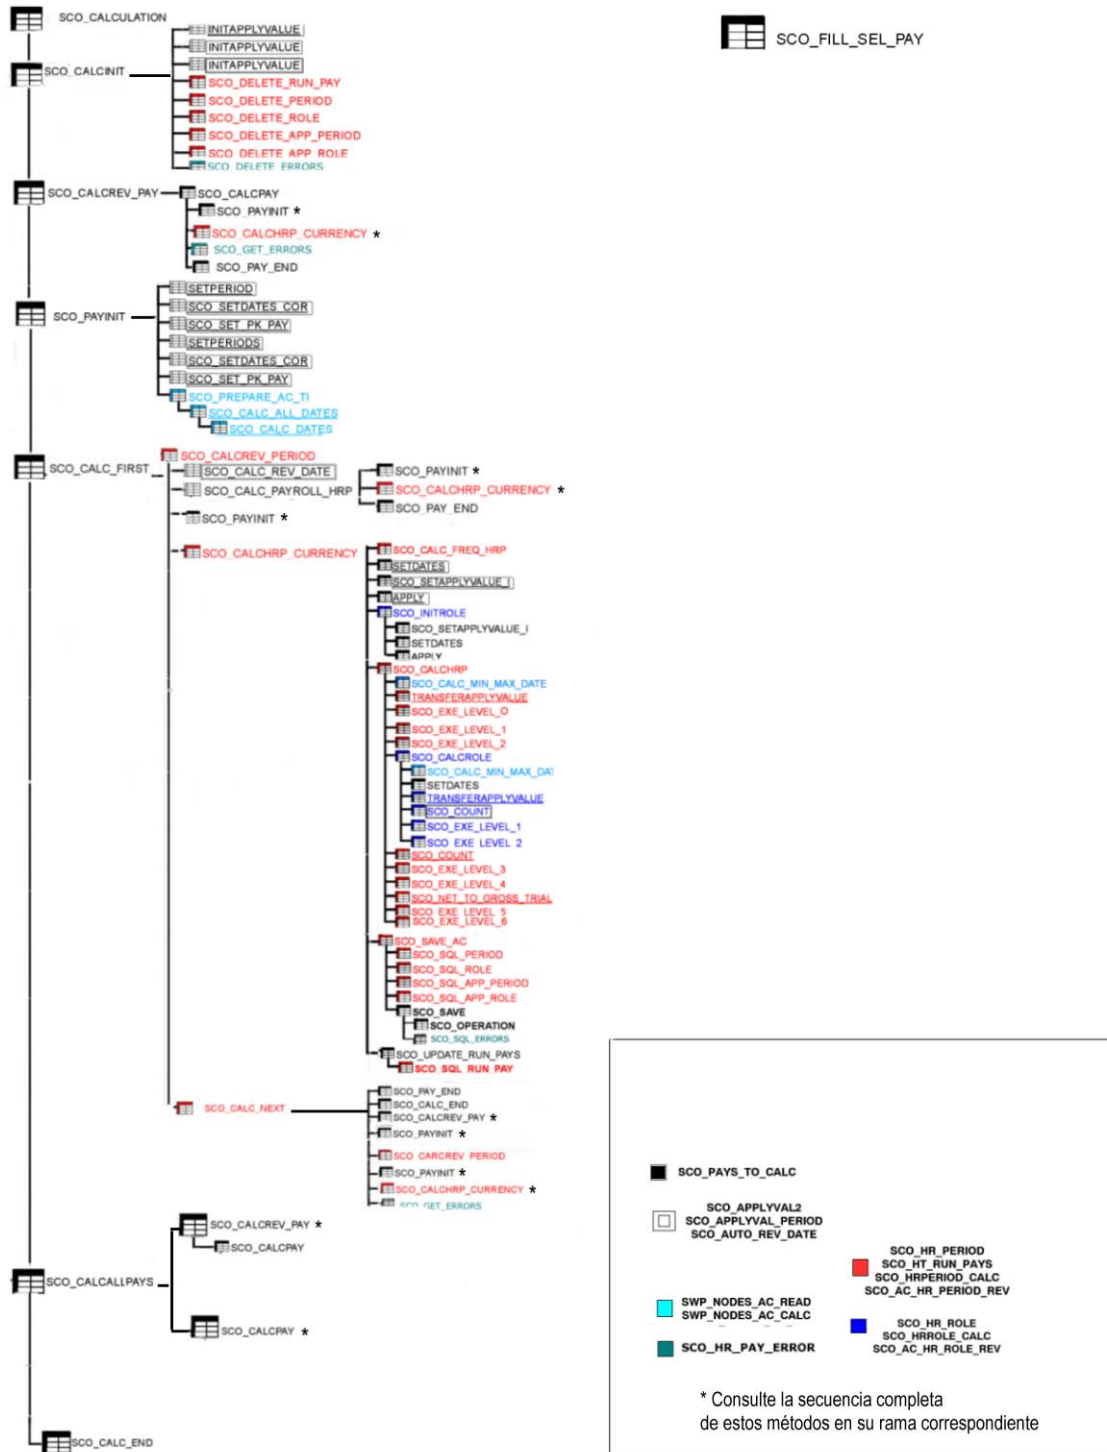 SCO_CALCULATION
SCO_FILL_SEL_PAY
INITAPPLYVALUE
INITAPPLYVALUE
SCO_CALCINIT
INITAPPLYVALUE
SCO_DELETE_RUN_PAY
SCO_DELETE_PERIOD
SCO_DELETE_ROLE
SCO_DELETE_APP_PERIOD
SCO_DELETE_APP_ROLE
SCO_DELETE_ERRORS
SCO_CALCREV_PAY
SCO_CALCPAY
SCO_PAYINIT *
SCO_CALCHRP_CURRENCY *
SCO_GET_ERRORS
SCO_PAY_END
SETPERIOD
SCO_SETDATES_COR
SCO_PAYINIT
SCO_SET_PK_PAY
SETPERIODS
SCO_SETDATES_COR
SCO_SET_PK_PAY
SCO_PREPARE_AC_TI
SCO_CALC_ALL_DATES
SCO_CALC_DATES
SCO_CALC_FIRST
SCO_CALCREV_PERIOD
SCO_CALC_REV_DATE
SCO_CALC_PAYROLL_HRP
SCO_PAYINIT *
SCO_CALCHRP_CURRENCY *
SCO_PAY_END
SCO_PAYINIT *
SCO_CALCHRP_CURRENCY
SCO_CALC_FREQ_HRP
SETDATES
SCO_SETAPPLYVALUE_I
APPLY
SCO_INITROLE
SCO_SETAPPLYVALUE_I
SETDATES
APPLY
SCO_CALCHRP
SCO_CALC_MIN_MAX_DATE
TRANSFERAPPLYVALUE
SCO_EXE_LEVEL_O
SCO_EXE_LEVEL_1
SCO_EXE_LEVEL_2
SCO_CALCROLE
SCO_CALC_MIN_MAX_DAT
SETDATES
TRANSFERAPPLYVALUE
SCO_COUNT
SCO_EXE_LEVEL_1
SCO_EXE_LEVEL_2
SCO_COUNT
SCO_EXE_LEVEL_3
SCO_EXE_LEVEL_4
SCO_NET_TO_GROSS_TRIAL
SCO_EXE_LEVEL_5
SCO_EXE_LEVEL_6
SCO_SAVE_AC
SCO_SQL_PERIOD
SCO_SQL_ROLE
SCO_SQL_APP_PERIOD
SCO_SQL_APP_ROLE
SCO_SAVE
SCO_OPERATION
SCO_SQL_ERRORS
SCO_UPDATE_RUN_PAYS
SCO_SQL_RUN_PAY
SCO_CALC_NEXT
SCO_PAY_END
SCO_CALC_END
SCO_CALCREV_PAY *
SCO_PAYINIT *
SCO_CARCREV_PERIOD
SCO_PAYINIT *
SCO_CALCHRP_CURRENCY *
SCO_GET_ERRORS
SCO_CALCREV_PAY *
SCO_CALCPAY
SCO_CALCALLPAYS
SCO_CALCPAY *
SCO_CALC_END
SCO_PAYS_TO_CALC
SCO_APPLYVAL2
SCO_APPLYVAL_PERIOD
SCO_AUTO_REV_DATE
SCO_HR_PERIOD
SCO_HT_RUN_PAYS
SCO_HRPERIOD_CALC
SCO_AC_HR_PERIOD_REV
SWP_NODES_AC_READ
SWP_NODES_AC_CALC
SCO_HR_PAY_ERROR
SCO_HR_ROLE
SCO_HRROLE_CALC
SCO_AC_HR_ROLE_REV
* Consulte la secuencia completa
de estos métodos en su rama correspondiente